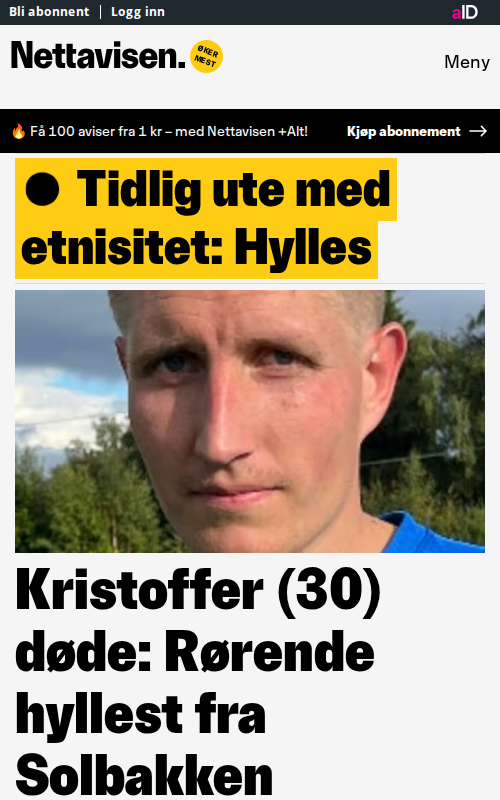 Bli abonnent | Logg inn
aID
Nettavisen.
ØKER
MEST
Meny
🔥 Få 100 aviser fra 1 kr – med Nettavisen +Alt!
Kjøp abonnement →
● Tidlig ute med
etnisitet: Hylles
Kristoffer (30)
døde: Rørende
hyllest fra
Solbakken